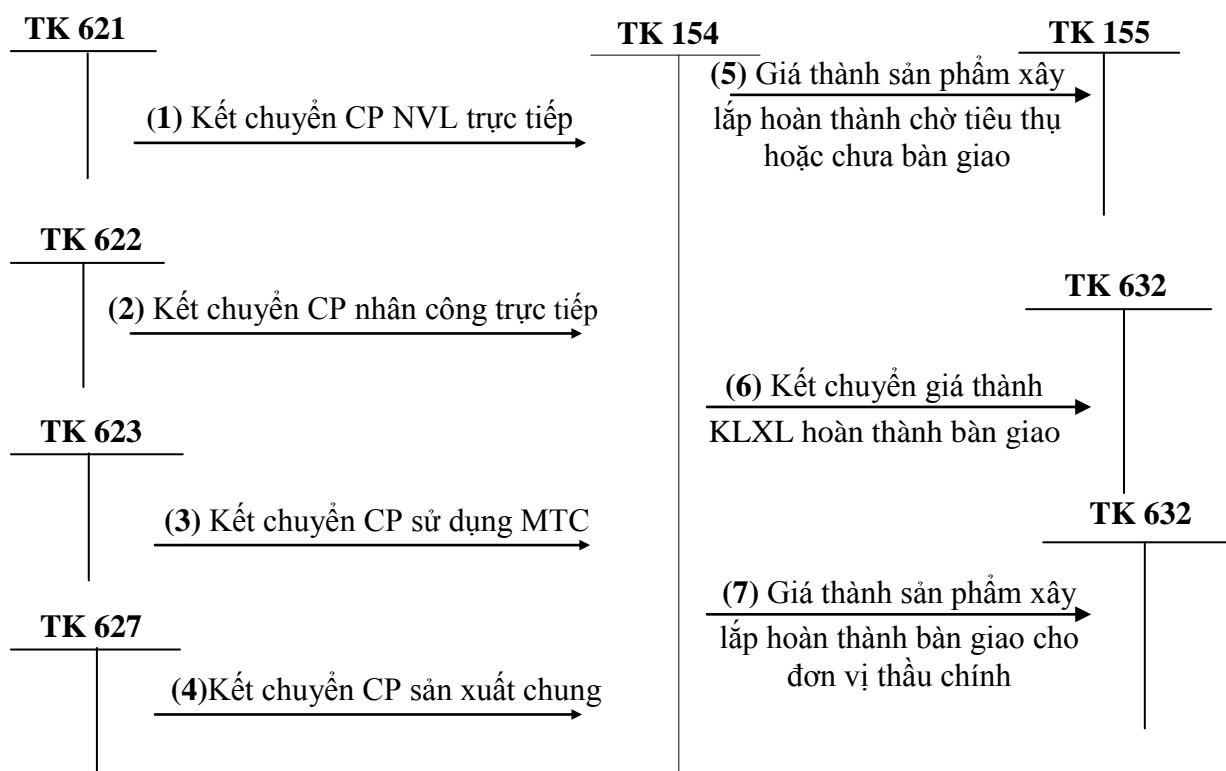 TK 621
TK 154
TK 155
(1) Kết chuyển CP NVL trực tiếp
(5) Giá thành sản phẩm xây
lắp hoàn thành chờ tiêu thụ
hoặc chưa bàn giao
TK 622
(2) Kết chuyển CP nhân công trực tiếp
TK 632
(6) Kết chuyển giá thành
KLXL hoàn thành bàn giao
TK 623
(3) Kết chuyển CP sử dụng MTC
TK 632
(7) Giá thành sản phẩm xây
lắp hoàn thành bàn giao cho
đơn vị thầu chính
TK 627
(4)Kết chuyển CP sản xuất chung